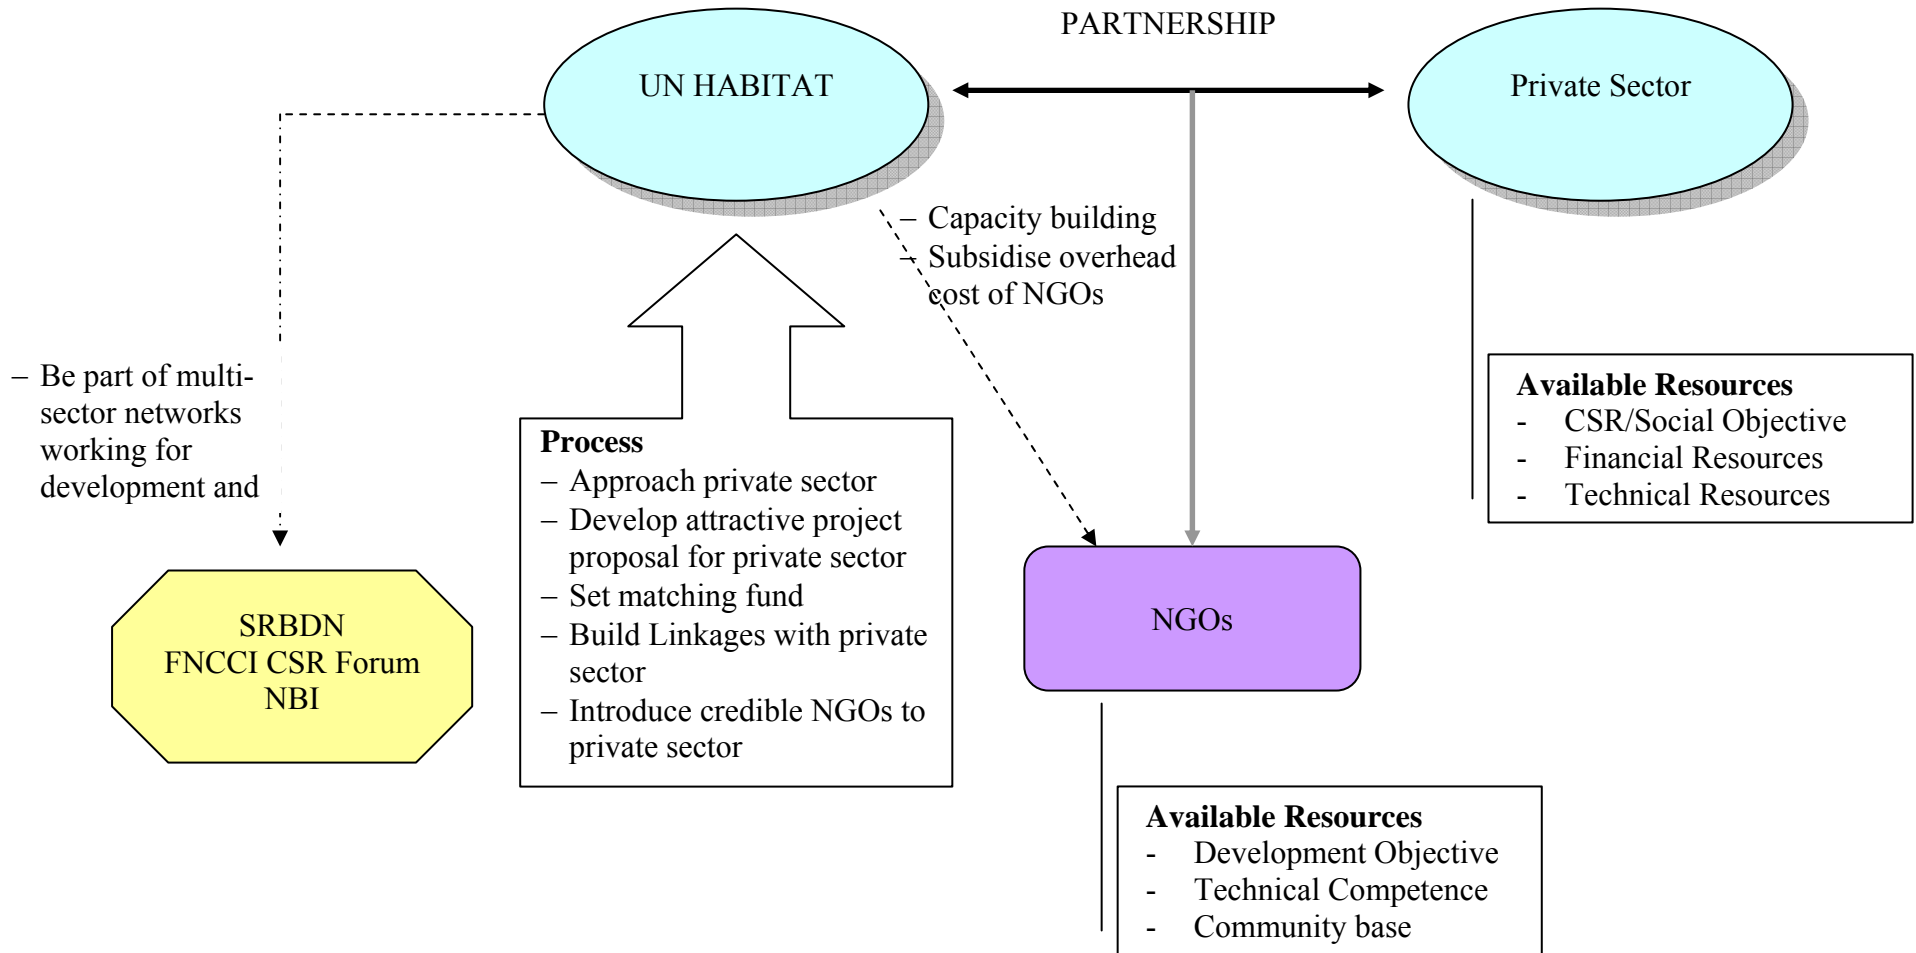 PARTNERSHIP
UN HABITAT
Private Sector
– Capacity building
– Subsidise overhead
cost of NGOs
– Be part of multi-
sector networks
working for
development and
Available Resources
- CSR/Social Objective
- Financial Resources
- Technical Resources
Process
– Approach private sector
– Develop attractive project
proposal for private sector
– Set matching fund
– Build Linkages with private
sector
– Introduce credible NGOs to
private sector
SRBDN
FNCCI CSR Forum
NBI
NGOs
Available Resources
- Development Objective
- Technical Competence
- Community base